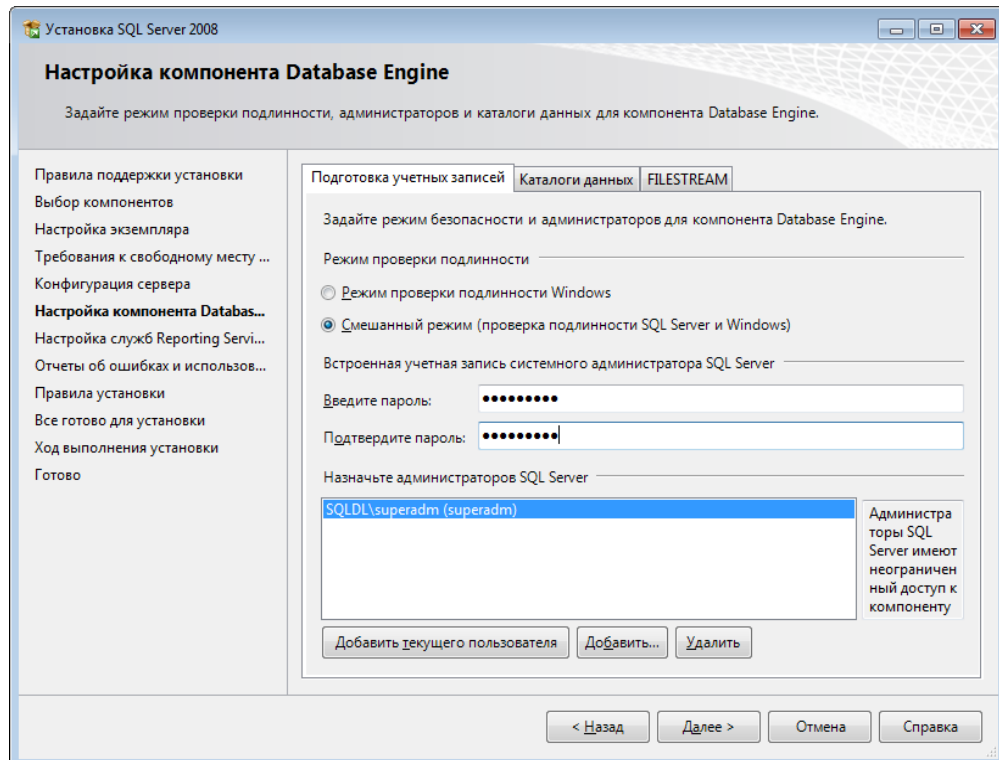 Установка SQL Server 2008
Настройка компонента Database Engine
Задайте режим проверки подлинности, администраторов и каталоги данных для компонента Database Engine.
Правила поддержки установки
Выбор компонентов
Настройка экземпляра
Требования к свободному месту ...
Конфигурация сервера
Настройка компонента Databas...
Настройка служб Reporting Servi...
Отчеты об ошибках и использов...
Правила установки
Все готово для установки
Ход выполнения установки
Готово
Подготовка учетных записей
Каталоги данных
FILESTREAM
Задайте режим безопасности и администраторов для компонента Database Engine.
Режим проверки подлинности
Режим проверки подлинности Windows
Смешанный режим (проверка подлинности SQL Server и Windows)
Встроенная учетная запись системного администратора SQL Server
Введите пароль: ●●●●●●●●●
Подтвердите пароль: ●●●●●●●●●
Назначьте администраторов SQL Server
SQLDL\superadm (superadm)
Администра
торы SQL
Server имеют
неограничен
ный доступ к
компоненту
Добавить текущего пользователя
Добавить...
Удалить
< Назад
Далее >
Отмена
Справка